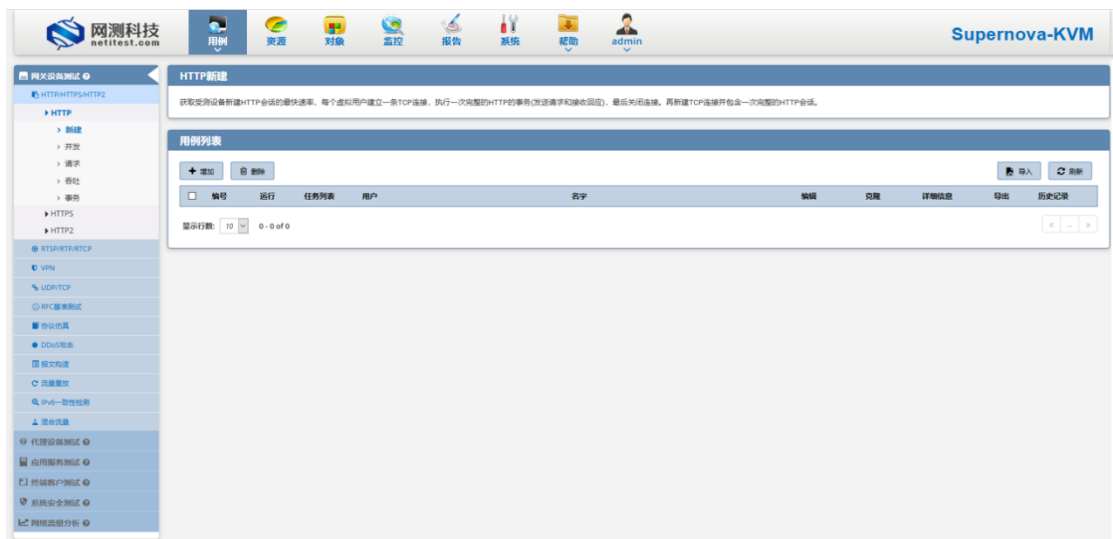 网测科技
netitest.com
用例
资源
对象
监控
报告
系统
帮助
admin
Supernova-KVM
网关设备测试
HTTP/HTTPS/HTTP2
HTTP
新建
并发
请求
吞吐
事务
HTTPS
HTTP2
RTSP/RTP/RTCP
VPN
UDP/TCP
RFC基准测试
协议仿真
DDoS攻击
报文构造
流量重放
IPv6一致性检测
混合流量
代理设备测试
应用服务测试
终端客户测试
系统安全测试
网络流量分析
HTTP新建
获取受测设备新建HTTP会话的最快速率。每个虚拟用户建立一条TCP连接，执行一次完整的HTTP的事务(发送请求和接收回应)，最后关闭连接。再新建TCP连接并包含一次完整的HTTP会话。
用例列表
增加 删除 导入 刷新
编号 运行 任务列表 用户 名字 编辑 克隆 详细信息 导出 历史记录
显示行数: 10 0 - 0 of 0 « ... »